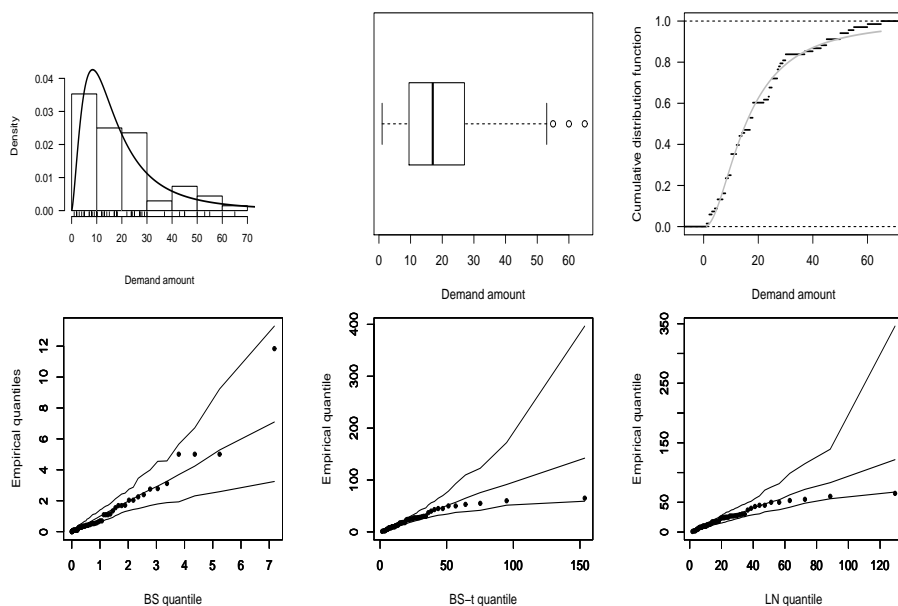 Density
0.04
0.03
0.02
0.01
0.00
0 10 20 30 40 50 60 70
Demand amount
0 10 20 30 40 50 60
Demand amount
Cumulative distribution function
1.0
0.8
0.6
0.4
0.2
0.0
0 20 40 60
Demand amount
Empirical quantiles
12
10
8
6
4
2
0
0 1 2 3 4 5 6 7
BS quantile
Empirical quantile
400
300
200
100
0
0 50 100 150
BS−t quantile
Empirical quantile
350
250
150
50
0
0 20 40 60 80 100 120
LN quantile